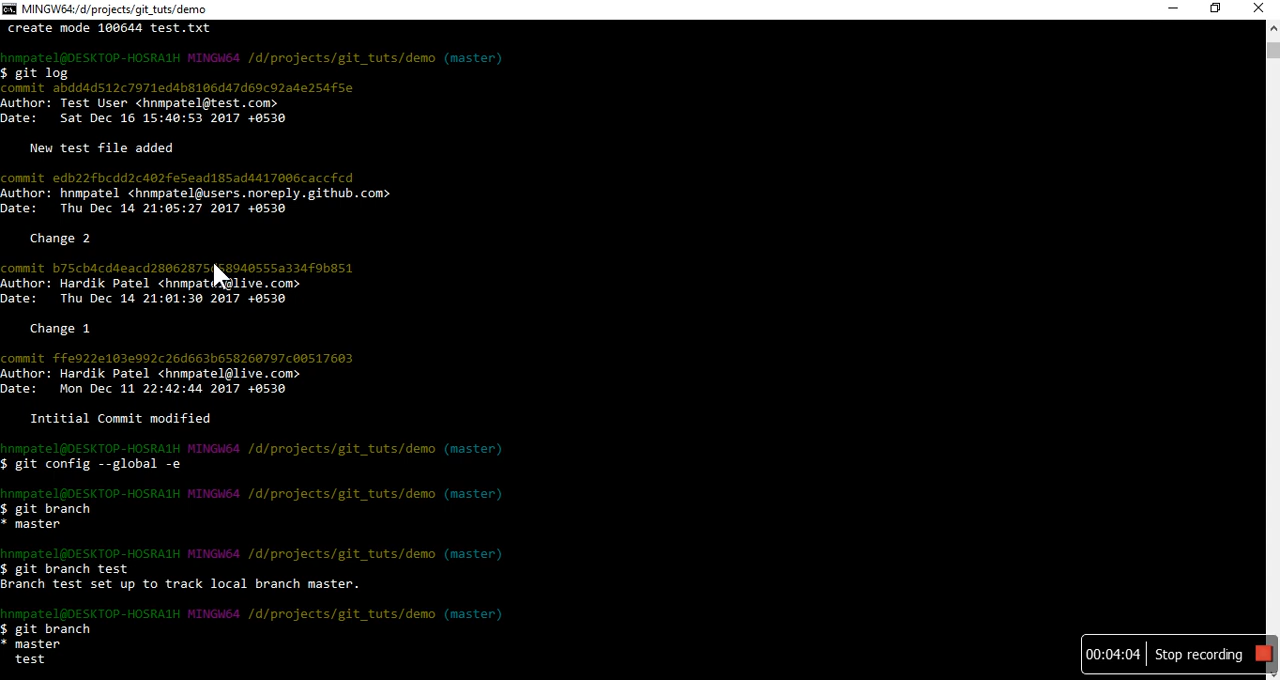 MINGW64:/d/projects/git_tuts/demo
create mode 100644 test.txt
hnmpatel@DESKTOP-HOSRA1H MINGW64 /d/projects/git_tuts/demo (master)
$ git log
commit abdd4d512c7971ed4b8106d47d69c92a4e254f5e
Author: Test User <hnmpatel@test.com>
Date: Sat Dec 16 15:40:53 2017 +0530
New test file added
commit edb22fbcdd2c402fe5ead185ad4417006caccfcd
Author: hnmpatel <hnmpatel@users.noreply.github.com>
Date: Thu Dec 14 21:05:27 2017 +0530
Change 2
commit
Author: Hardik Patel
Date: Thu Dec 14 21:01:30 2017 +0530
Change 1
commit ffe922e103e992c26d663b658260797c00517603
Author: Hardik Patel <hnmpatel@live.com>
Date: Mon Dec 11 22:42:44 2017 +0530
Intitial Commit modified
hnmpatel@DESKTOP-HOSRA1H MINGW64 /d/projects/git_tuts/demo (master)
$ git config --global -e
hnmpatel@DESKTOP-HOSRA1H MINGW64 /d/projects/git_tuts/demo (master)
$ git branch
* master
hnmpatel@DESKTOP-HOSRA1H MINGW64 /d/projects/git_tuts/demo (master)
$ git branch test
Branch test set up to track local branch master.
hnmpatel@DESKTOP-HOSRA1H MINGW64 /d/projects/git_tuts/demo (master)
$ git branch
* master
test
00:04:04 Stop recording